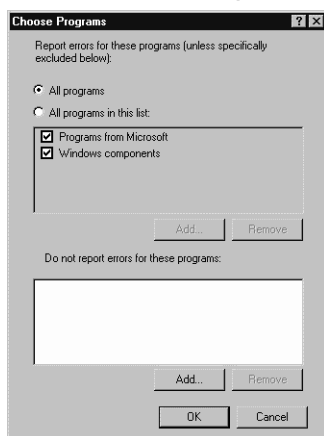 Choose Programs
Report errors for these programs (unless specifically
excluded below):
All programs
All programs in this list:
Programs from Microsoft
Windows components
Add... Remove
Do not report errors for these programs:
Add... Remove
OK Cancel